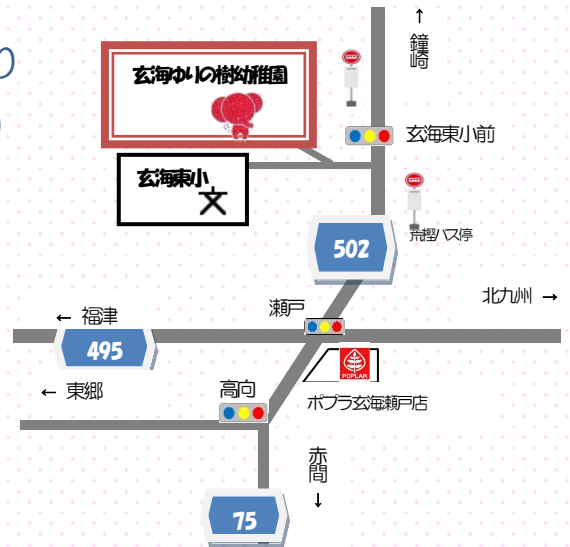 ↑
鐘崎
玄海ゆりの樹幼稚園
玄海東小前
玄海東小
文
荒樫バス停
502
北九州 →
瀬戸
← 福津
495
POPLAR
← 東郷
高向
ポプラ玄海瀬戸店
赤間
↓
75